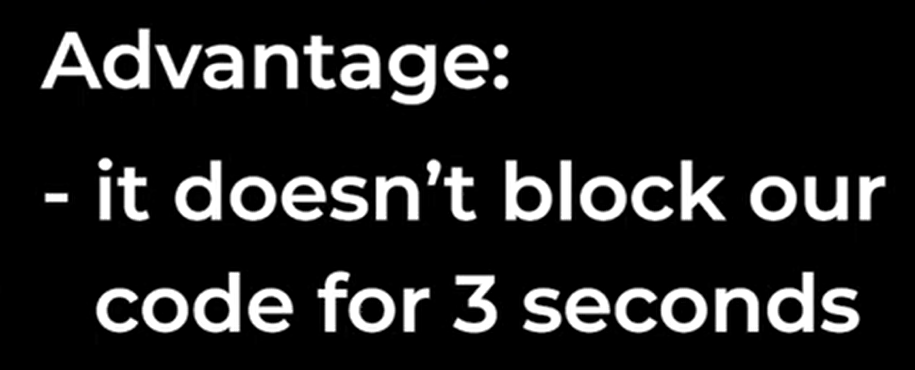 Advantage:
- it doesn’t block our
code for 3 seconds